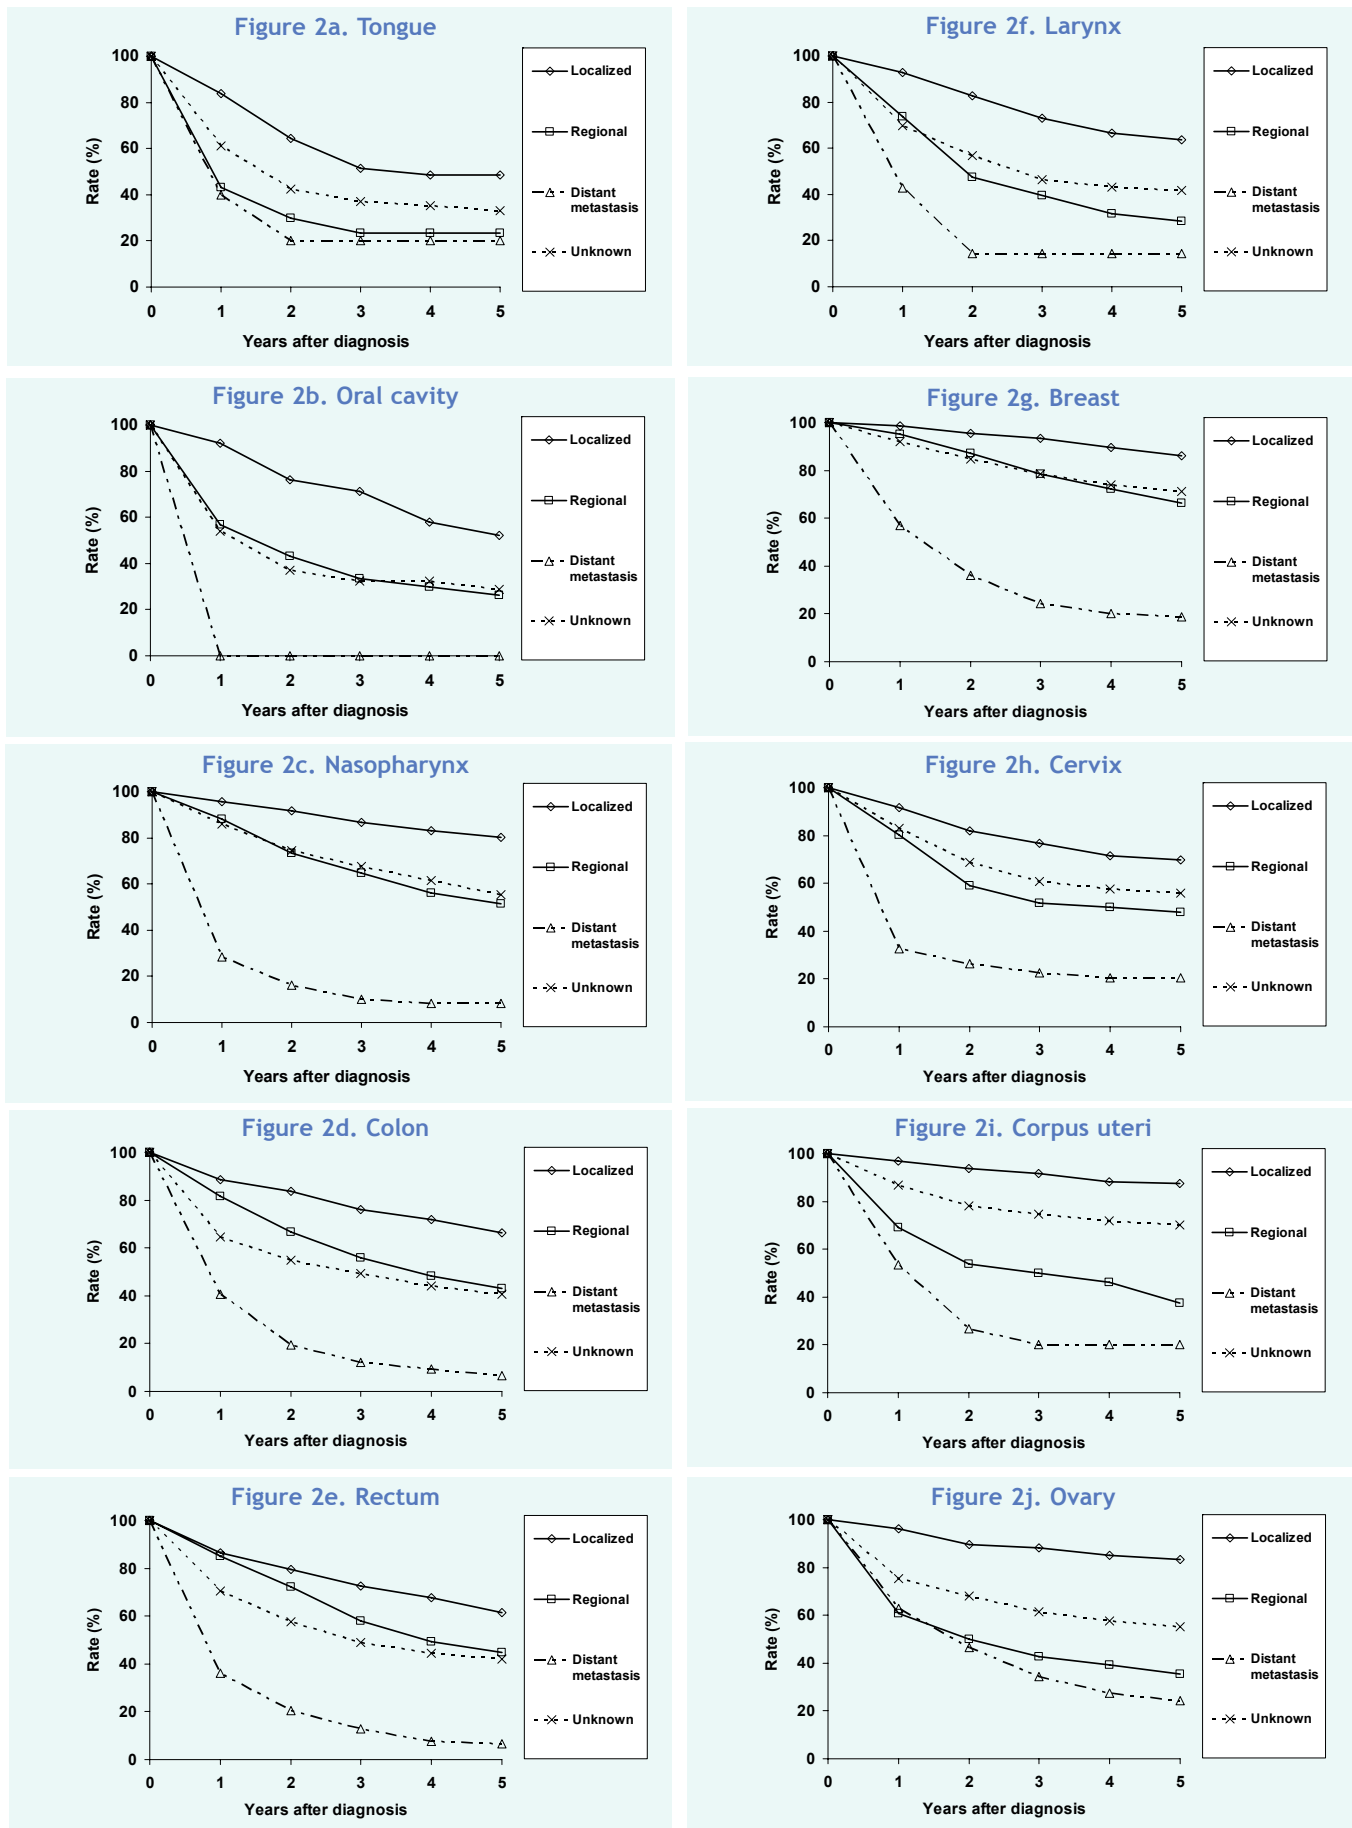 Figure 2a. Tongue
100
80
60
40
20
0
Rate (%)
0 1 2 3 4 5
Years after diagnosis
Localized
Regional
Distant
metastasis
Unknown
Figure 2f. Larynx
100
80
60
40
20
0
Rate (%)
0 1 2 3 4 5
Years after diagnosis
Localized
Regional
Distant
metastasis
Unknown
Figure 2b. Oral cavity
100
80
60
40
20
0
Rate (%)
0 1 2 3 4 5
Years after diagnosis
Localized
Regional
Distant
metastasis
Unknown
Figure 2g. Breast
100
80
60
40
20
0
Rate (%)
0 1 2 3 4 5
Years after diagnosis
Localized
Regional
Distant
metastasis
Unknown
Figure 2c. Nasopharynx
100
80
60
40
20
0
Rate (%)
0 1 2 3 4 5
Years after diagnosis
Localized
Regional
Distant
metastasis
Unknown
Figure 2h. Cervix
100
80
60
40
20
0
Rate (%)
0 1 2 3 4 5
Years after diagnosis
Localized
Regional
Distant
metastasis
Unknown
Figure 2d. Colon
100
80
60
40
20
0
Rate (%)
0 1 2 3 4 5
Years after diagnosis
Localized
Regional
Distant
metastasis
Unknown
Figure 2i. Corpus uteri
100
80
60
40
20
0
Rate (%)
0 1 2 3 4 5
Years after diagnosis
Localized
Regional
Distant
metastasis
Unknown
Figure 2e. Rectum
100
80
60
40
20
0
Rate (%)
0 1 2 3 4 5
Years after diagnosis
Localized
Regional
Distant
metastasis
Unknown
Figure 2j. Ovary
100
80
60
40
20
0
Rate (%)
0 1 2 3 4 5
Years after diagnosis
Localized
Regional
Distant
metastasis
Unknown